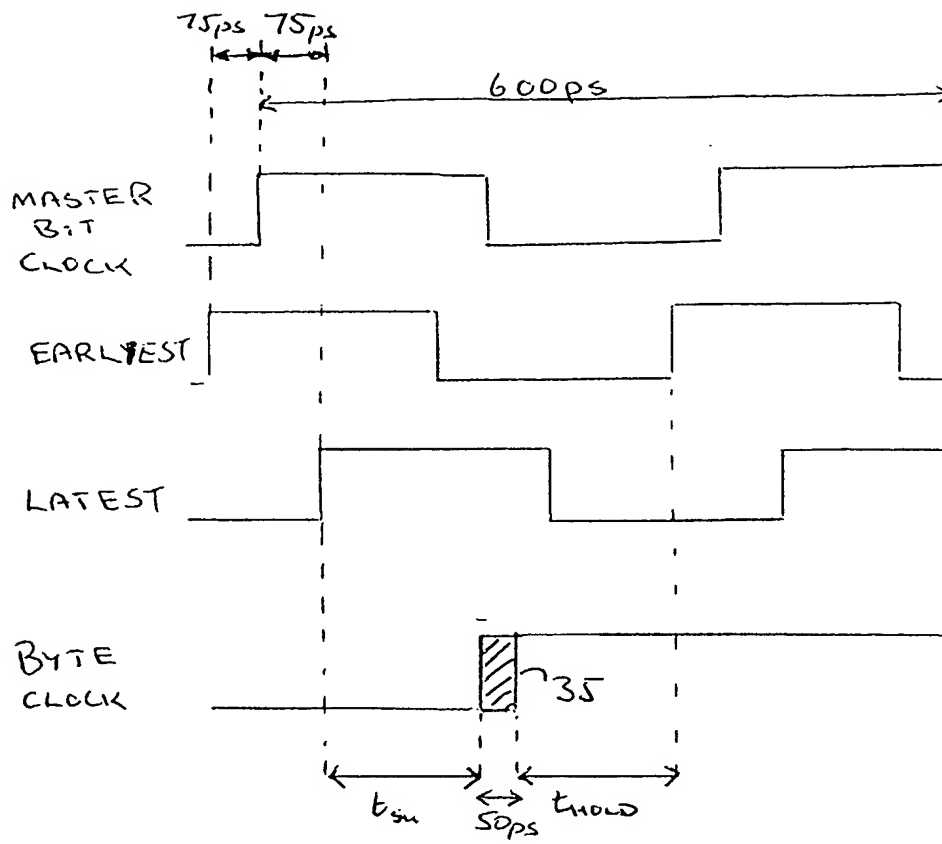 75ps 75ps
600ps
MASTER
BIT
CLOCK
EARLYEST
LATEST
BYTE
CLOCK
35
tsu 50ps tHOLD